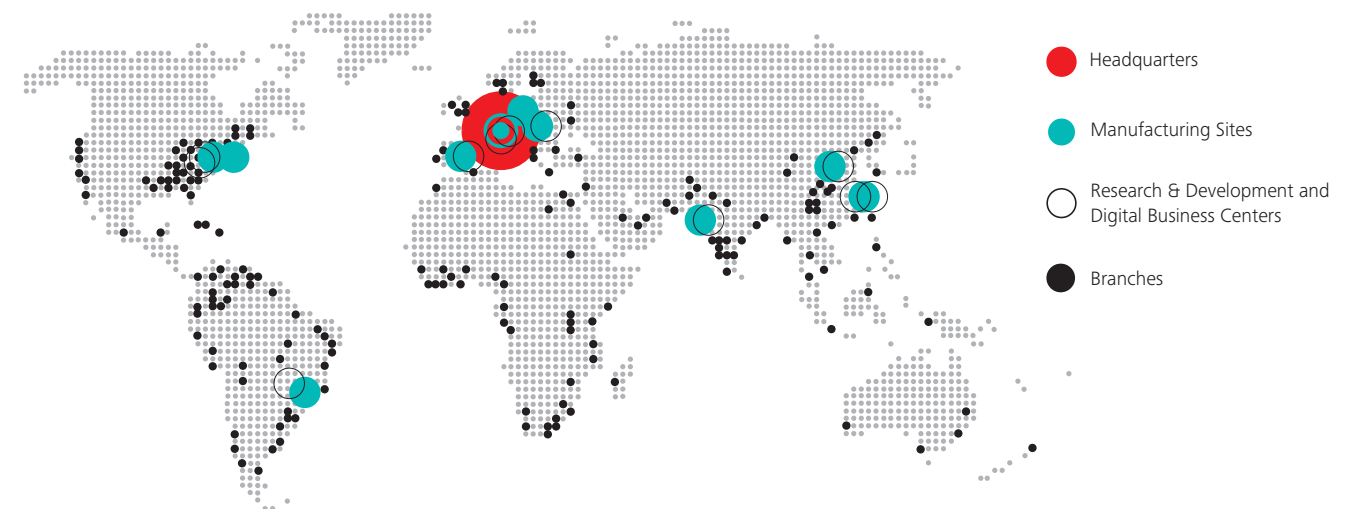 Headquarters
Manufacturing Sites
Research & Development and
Digital Business Centers
Branches